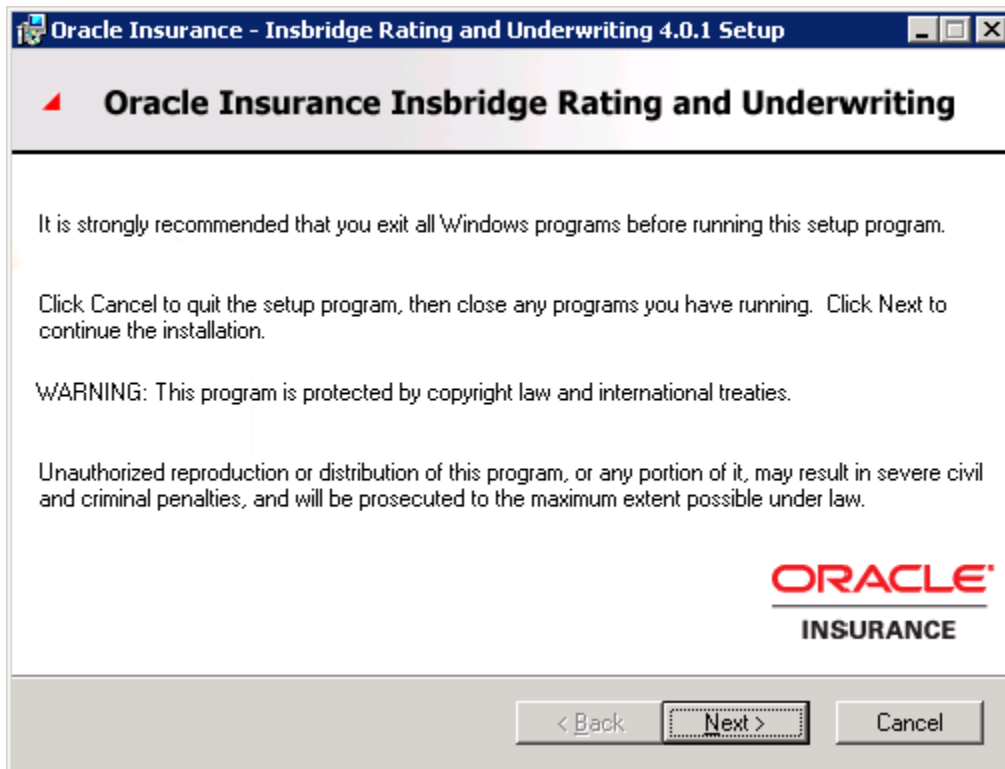 Oracle Insurance - Insbridge Rating and Underwriting 4.0.1 Setup
Oracle Insurance Insbridge Rating and Underwriting
It is strongly recommended that you exit all Windows programs before running this setup program.
Click Cancel to quit the setup program, then close any programs you have running.  Click Next to
continue the installation.
WARNING: This program is protected by copyright law and international treaties.
Unauthorized reproduction or distribution of this program, or any portion of it, may result in severe civil
and criminal penalties, and will be prosecuted to the maximum extent possible under law.
ORACLE
INSURANCE
< Back
Next >
Cancel